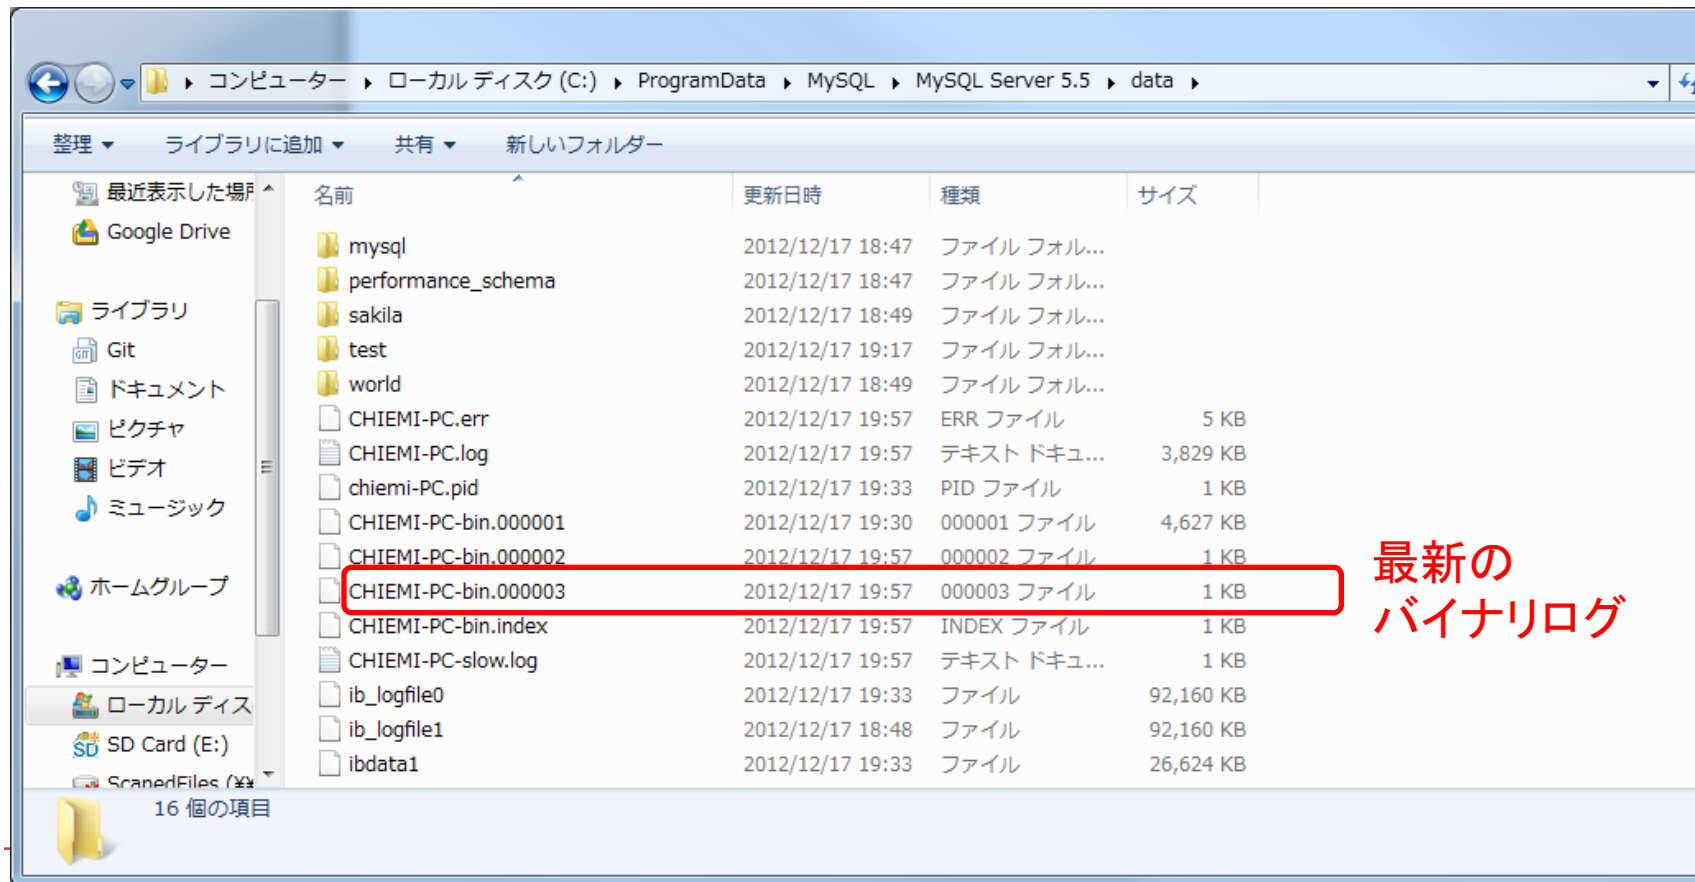 コンピューター ▸ ローカル ディスク (C:) ▸ ProgramData ▸ MySQL ▸ MySQL Server 5.5 ▸ data ▸
整理 ▼ ライブラリに追加 ▼ 共有 ▼ 新しいフォルダー
最近表示した場所
Google Drive
ライブラリ
Git
ドキュメント
ピクチャ
ビデオ
ミュージック
ホームグループ
コンピューター
ローカル ディス
SD Card (E:)
ScanedFiles (¥¥
名前 更新日時 種類 サイズ
mysql 2012/12/17 18:47 ファイル フォル...
performance_schema 2012/12/17 18:47 ファイル フォル...
sakila 2012/12/17 18:49 ファイル フォル...
test 2012/12/17 19:17 ファイル フォル...
world 2012/12/17 18:49 ファイル フォル...
CHIEMI-PC.err 2012/12/17 19:57 ERR ファイル 5 KB
CHIEMI-PC.log 2012/12/17 19:57 テキスト ドキュ... 3,829 KB
chiemi-PC.pid 2012/12/17 19:33 PID ファイル 1 KB
CHIEMI-PC-bin.000001 2012/12/17 19:30 000001 ファイル 4,627 KB
CHIEMI-PC-bin.000002 2012/12/17 19:57 000002 ファイル 1 KB
CHIEMI-PC-bin.000003 2012/12/17 19:57 000003 ファイル 1 KB
CHIEMI-PC-bin.index 2012/12/17 19:57 INDEX ファイル 1 KB
CHIEMI-PC-slow.log 2012/12/17 19:57 テキスト ドキュ... 1 KB
ib_logfile0 2012/12/17 19:33 ファイル 92,160 KB
ib_logfile1 2012/12/17 18:48 ファイル 92,160 KB
ibdata1 2012/12/17 19:33 ファイル 26,624 KB
最新の
バイナリログ
16 個の項目